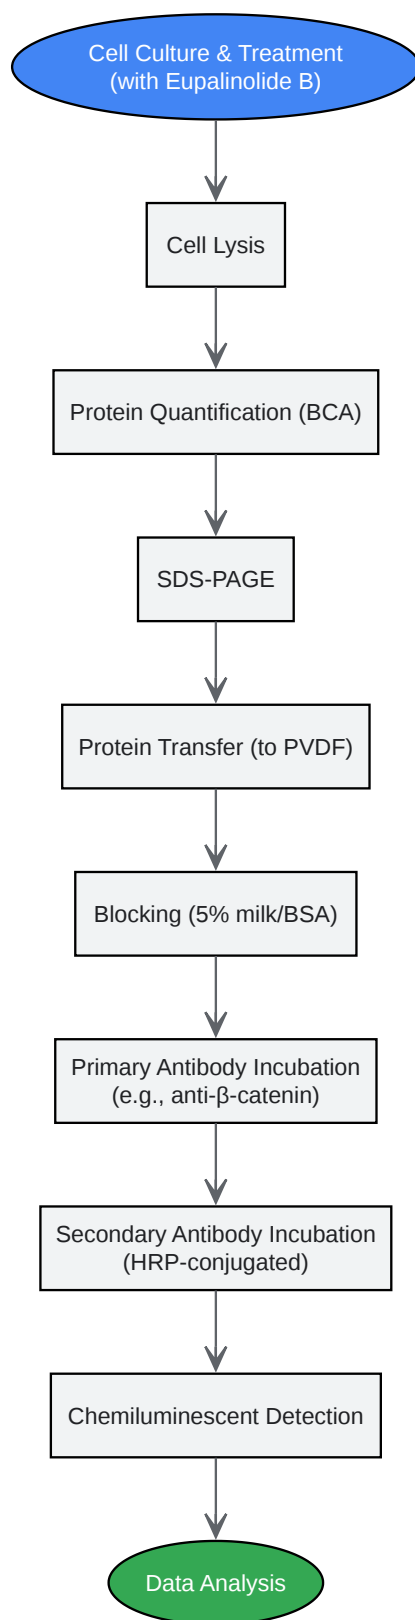 Cell Culture & Treatment
(with Eupalinolide B)
Cell Lysis
Protein Quantification (BCA)
SDS-PAGE
Protein Transfer (to PVDF)
Blocking (5% milk/BSA)
Primary Antibody Incubation
(e.g., anti-β-catenin)
Secondary Antibody Incubation
(HRP-conjugated)
Chemiluminescent Detection
Data Analysis